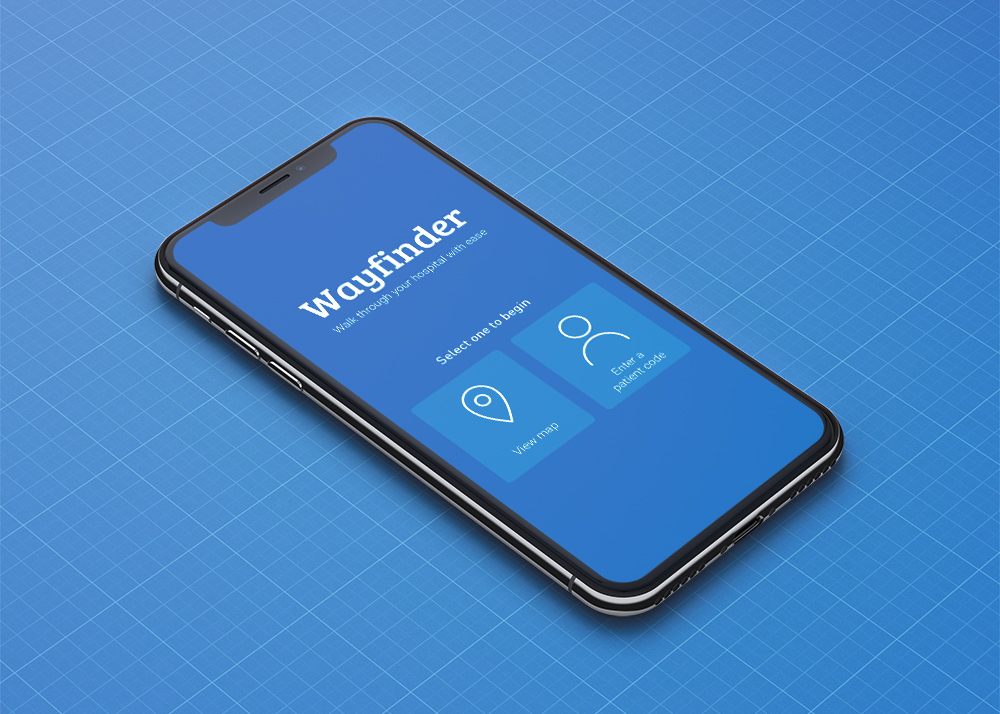 Wayfinder
Walk through your hospital with ease
Select one to begin
View map
Enter a
patient code